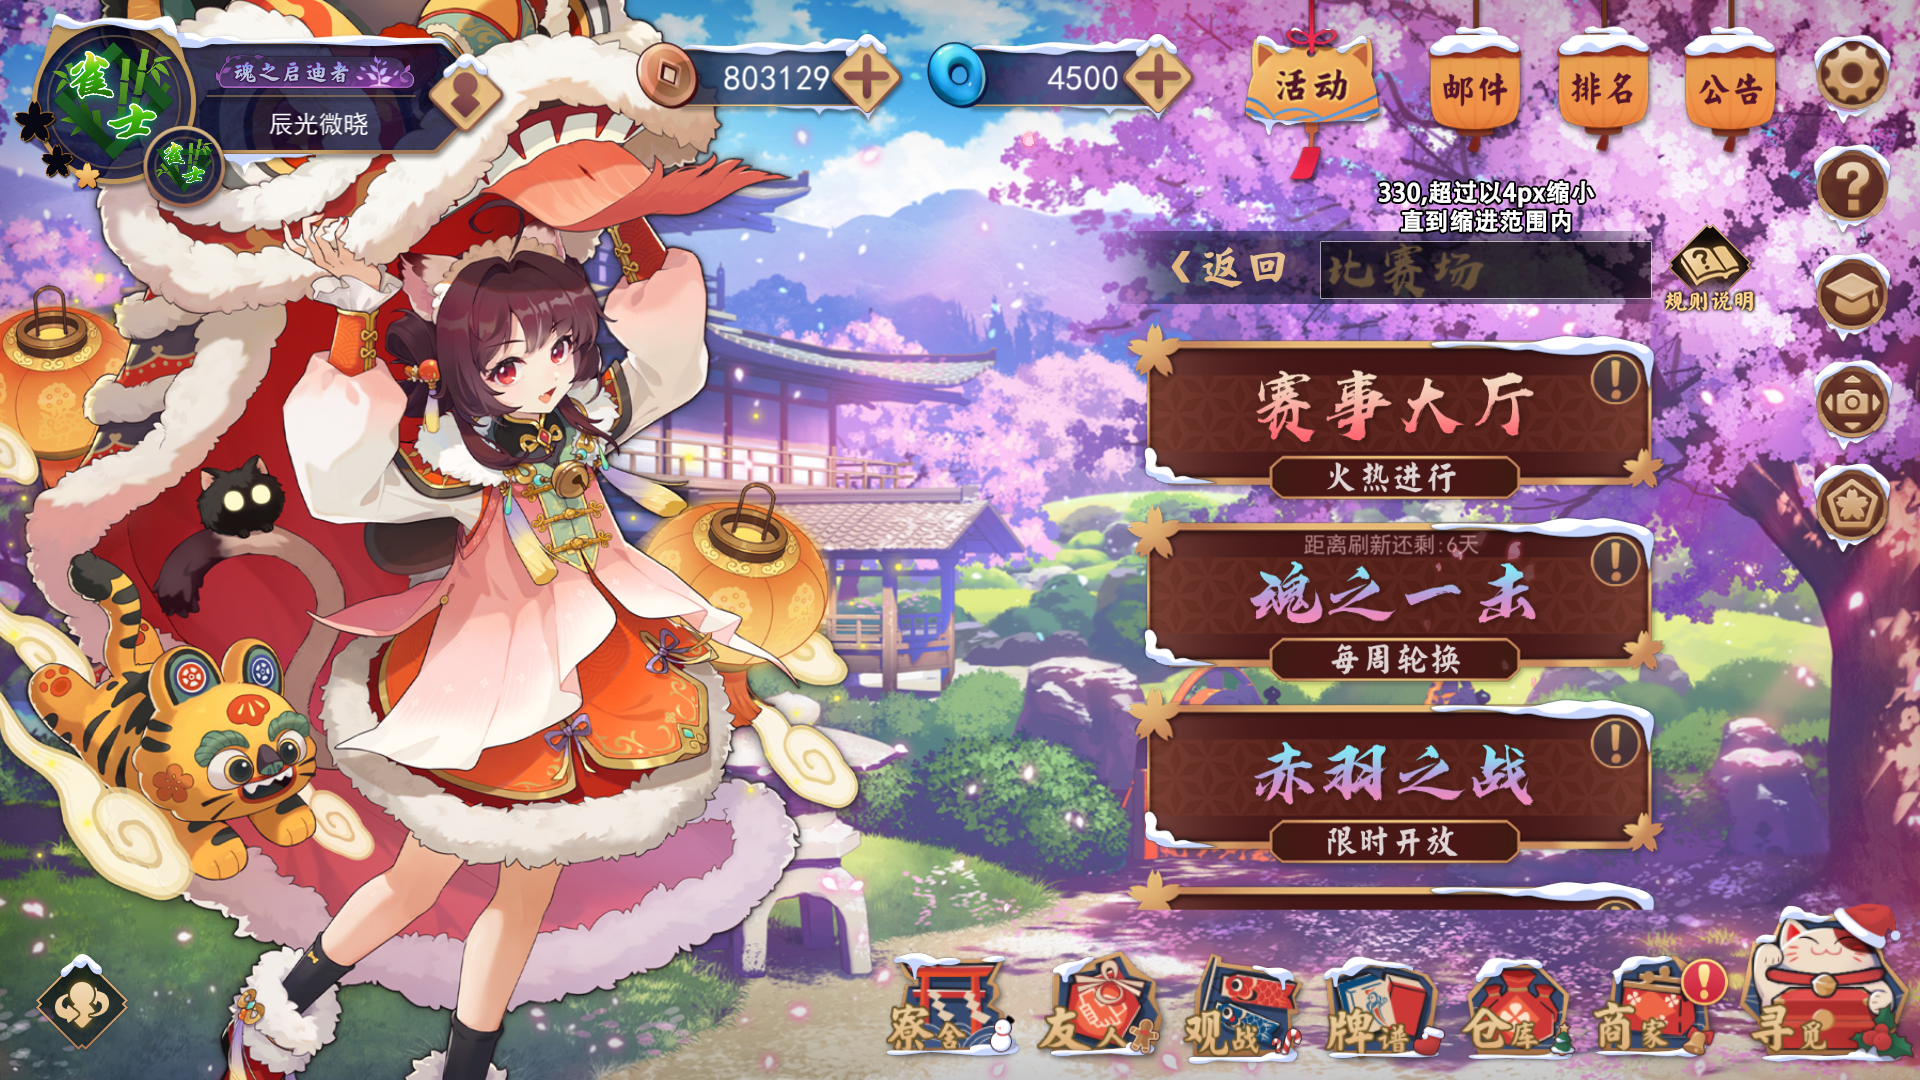 雀士
雀士
魂之启迪者
辰光微晓
803129
4500
活动
邮件
排名
公告
330,超过以4px缩小
直到缩进范围内
返回
比赛场
规则说明
赛事大厅
火热进行
距离刷新还剩:6天
魂之一击
每周轮换
赤羽之战
限时开放
寮舍
友人
观战
牌谱
仓库
商家
寻觅